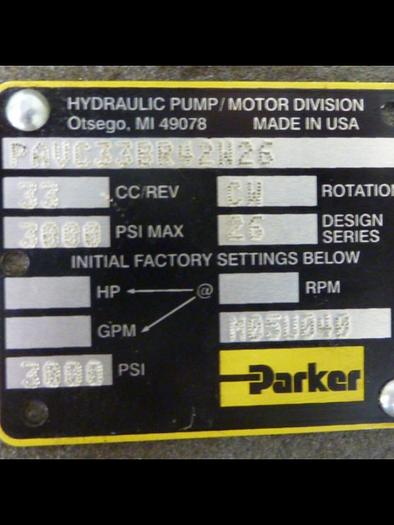 HYDRAULIC PUMP/MOTOR DIVISION
Otsego, MI 49078 MADE IN USA
PAVC33BR42N26
33 CC/REV CW ROTATION
3000 PSI MAX 26 DESIGN SERIES
INITIAL FACTORY SETTINGS BELOW
HP @ RPM
GPM M05U040
3000 PSI Parker